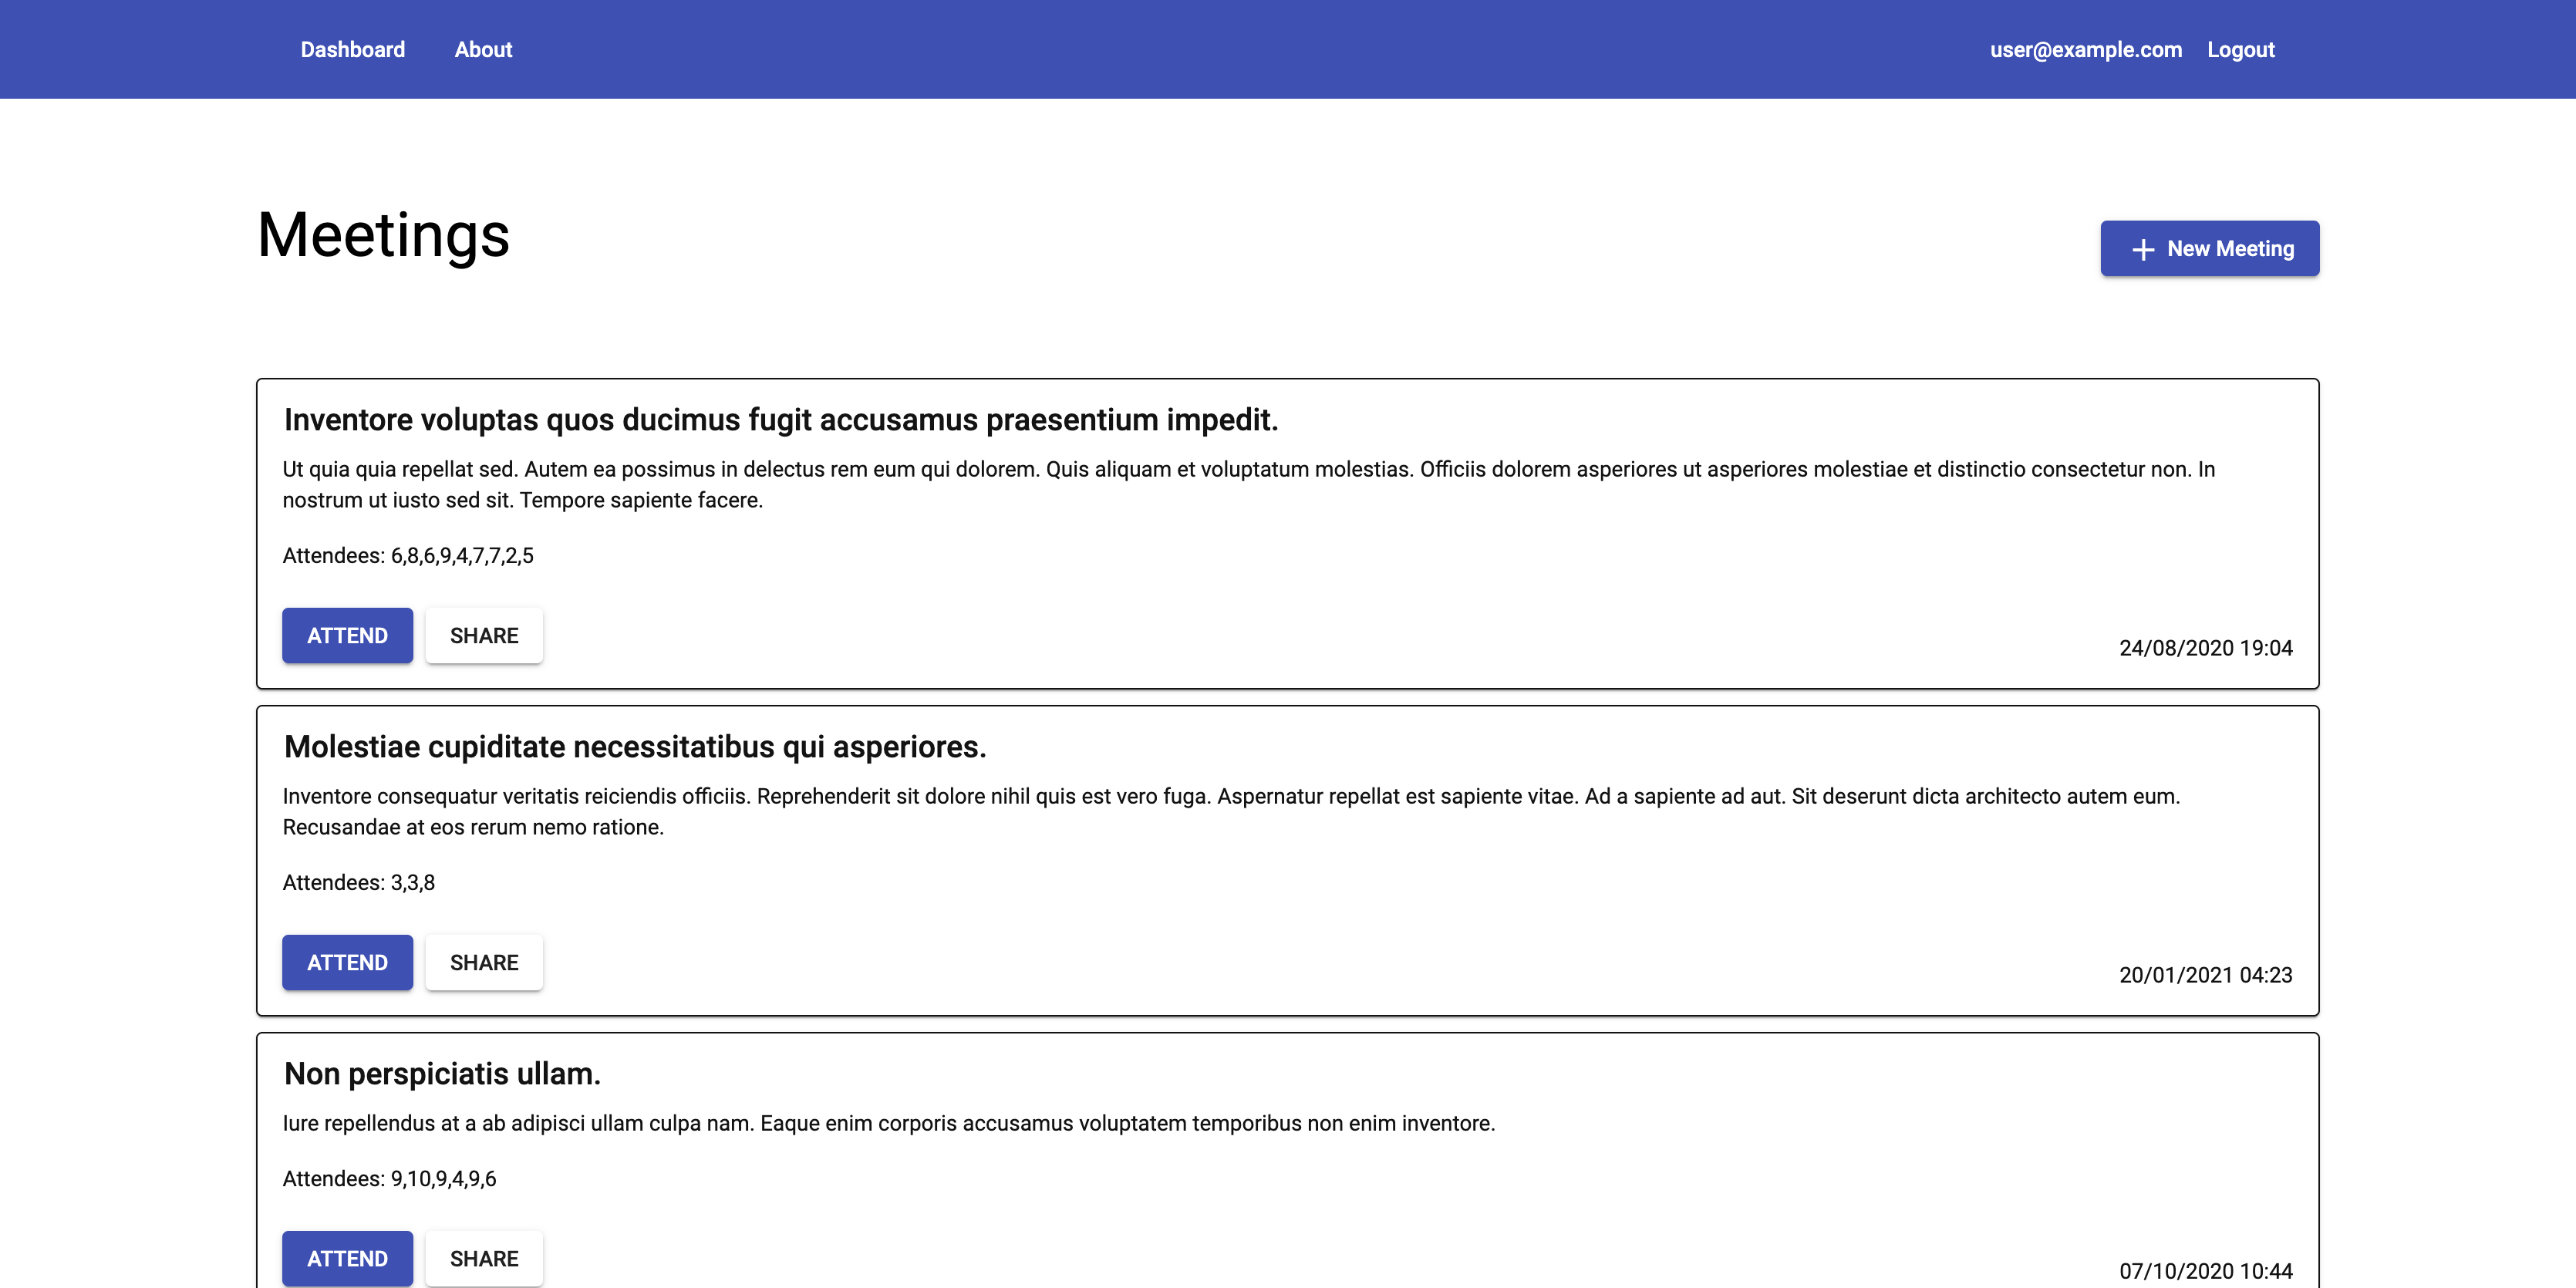 Dashboard About user@example.com Logout
Meetings
New Meeting
Inventore voluptas quos ducimus fugit accusamus praesentium impedit.
Ut quia quia repellat sed. Autem ea possimus in delectus rem eum qui dolorem. Quis aliquam et voluptatum molestias. Officiis dolorem asperiores ut asperiores molestiae et distinctio consectetur non. In
nostrum ut iusto sed sit. Tempore sapiente facere.
Attendees: 6,8,6,9,4,7,7,2,5
ATTEND SHARE
24/08/2020 19:04
Molestiae cupiditate necessitatibus qui asperiores.
Inventore consequatur veritatis reiciendis officiis. Reprehenderit sit dolore nihil quis est vero fuga. Aspernatur repellat est sapiente vitae. Ad a sapiente ad aut. Sit deserunt dicta architecto autem eum.
Recusandae at eos rerum nemo ratione.
Attendees: 3,3,8
ATTEND SHARE
20/01/2021 04:23
Non perspiciatis ullam.
Iure repellendus at a ab adipisci ullam culpa nam. Eaque enim corporis accusamus voluptatem temporibus non enim inventore.
Attendees: 9,10,9,4,9,6
ATTEND SHARE
07/10/2020 10:44